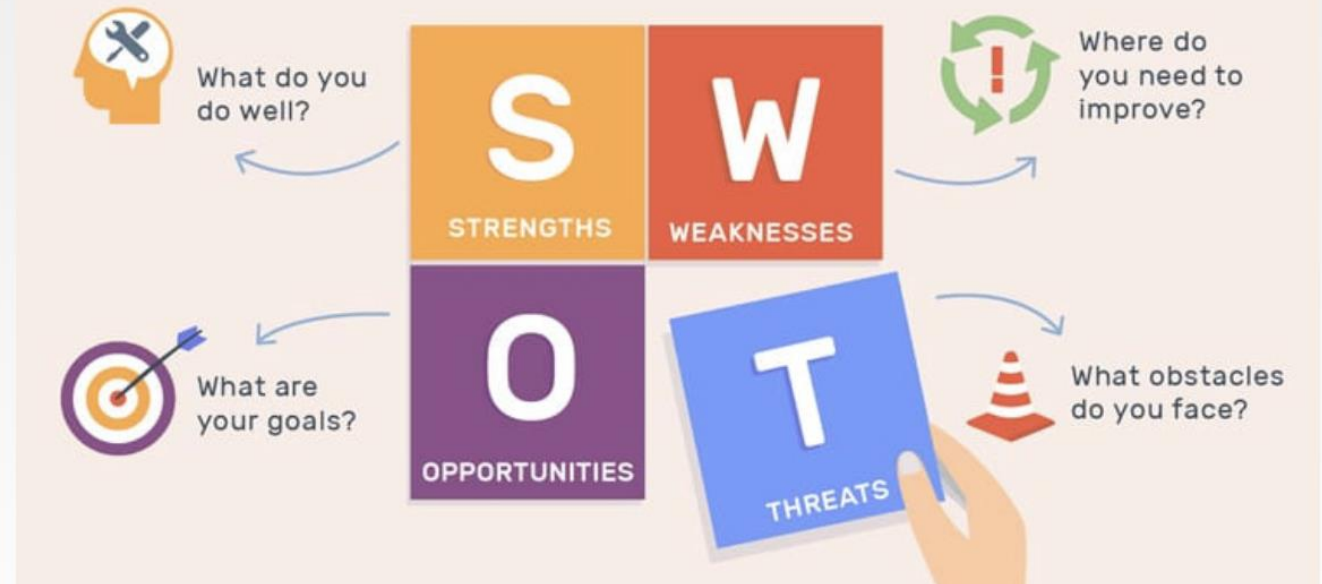 What do you
do well?
S
STRENGTHS
W
WEAKNESSES
Where do
you need to
improve?
What are
your goals?
O
OPPORTUNITIES
T
THREATS
What obstacles
do you face?